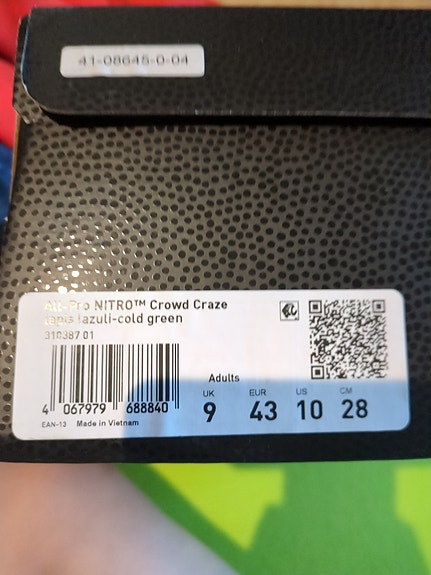 41-08645-0-04
All-Pro NITRO™ Crowd Craze
lapis lazuli-cold green
310387 01
Adults
UK EUR US CM
9 43 10 28
4 067979 688840
EAN-13 Made in Vietnam